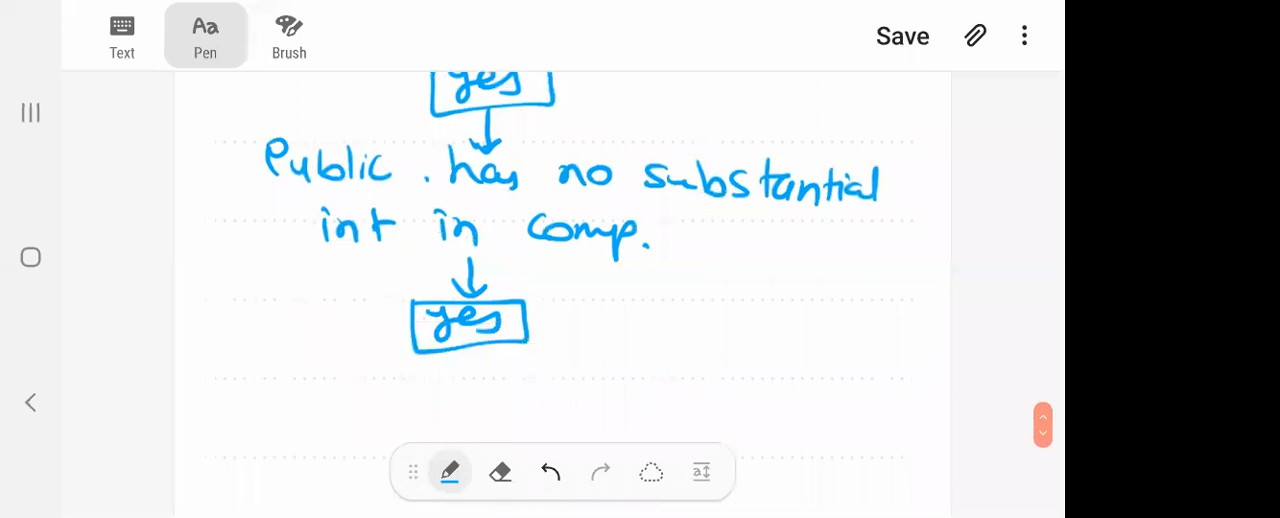 Save
Text
Pen
Brush
yes
Public . has no substantial
int in comp.
yes